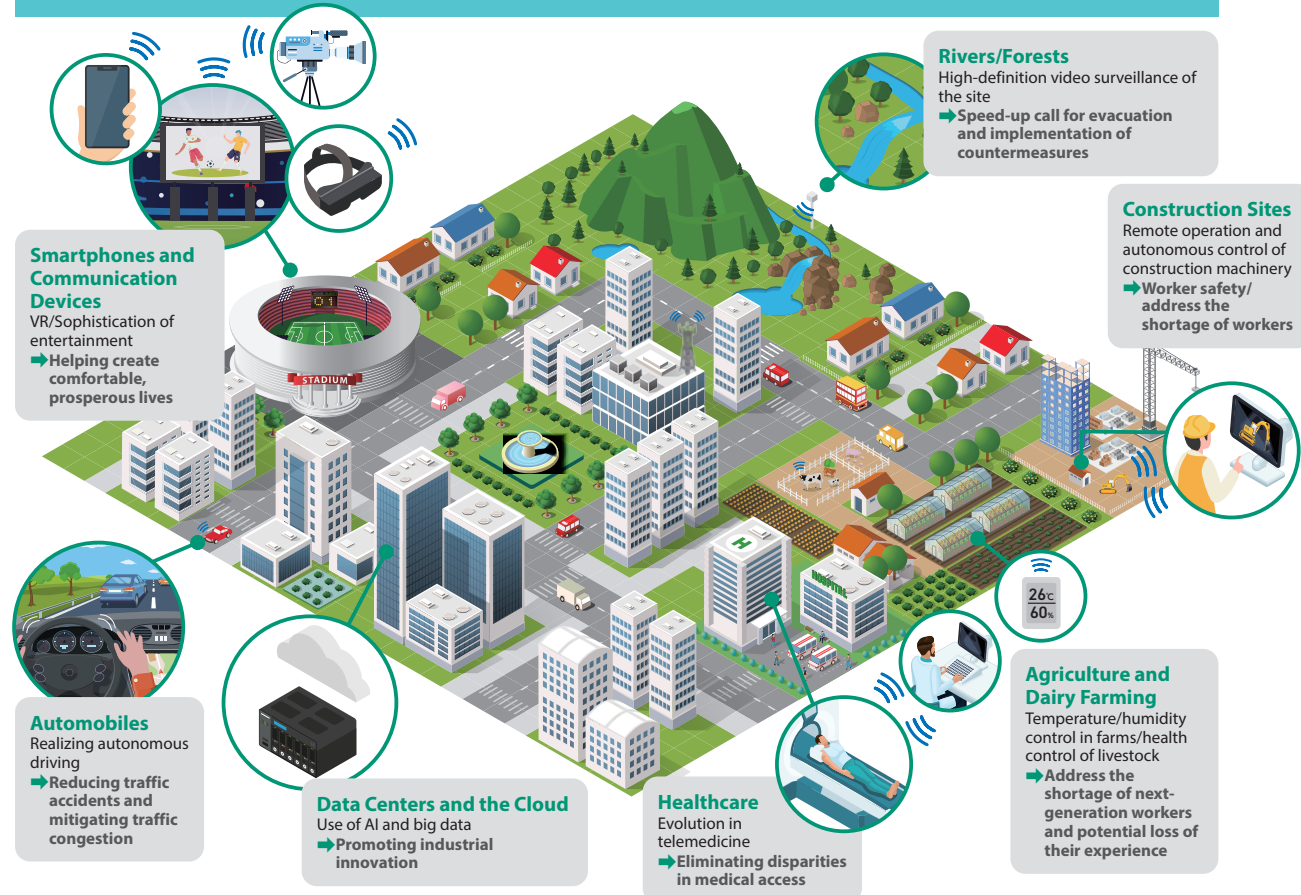 Rivers/Forests
High-definition video surveillance of
the site
➡Speed-up call for evacuation
and implementation of
countermeasures
Construction Sites
Remote operation and
autonomous control of
construction machinery
➡Worker safety/
address the
shortage of workers
Smartphones and
Communication
Devices
VR/Sophistication of
entertainment
➡Helping create
comfortable,
prosperous lives
01
STADIUM
H
HOSPITAL
26℃
60%
Automobiles
Realizing autonomous
driving
➡Reducing traffic
accidents and
mitigating traffic
congestion
Data Centers and the Cloud
Use of AI and big data
➡Promoting industrial
innovation
Healthcare
Evolution in
telemedicine
➡Eliminating disparities
in medical access
Agriculture and
Dairy Farming
Temperature/humidity
control in farms/health
control of livestock
➡Address the
shortage of next-
generation workers
and potential loss of
their experience